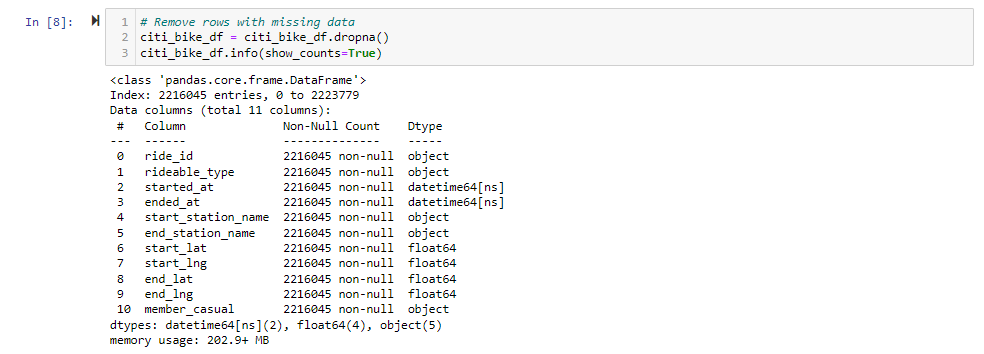 In [8]:
1 # Remove rows with missing data
2 citi_bike_df = citi_bike_df.dropna()
3 citi_bike_df.info(show_counts=True)
<class 'pandas.core.frame.DataFrame'>
Index: 2216045 entries, 0 to 2223779
Data columns (total 11 columns):
 #   Column              Non-Null Count    Dtype
---  ------              --------------    -----
 0   ride_id             2216045 non-null  object
 1   rideable_type       2216045 non-null  object
 2   started_at          2216045 non-null  datetime64[ns]
 3   ended_at            2216045 non-null  datetime64[ns]
 4   start_station_name  2216045 non-null  object
 5   end_station_name    2216045 non-null  object
 6   start_lat           2216045 non-null  float64
 7   start_lng           2216045 non-null  float64
 8   end_lat             2216045 non-null  float64
 9   end_lng             2216045 non-null  float64
 10  member_casual       2216045 non-null  object
dtypes: datetime64[ns](2), float64(4), object(5)
memory usage: 202.9+ MB